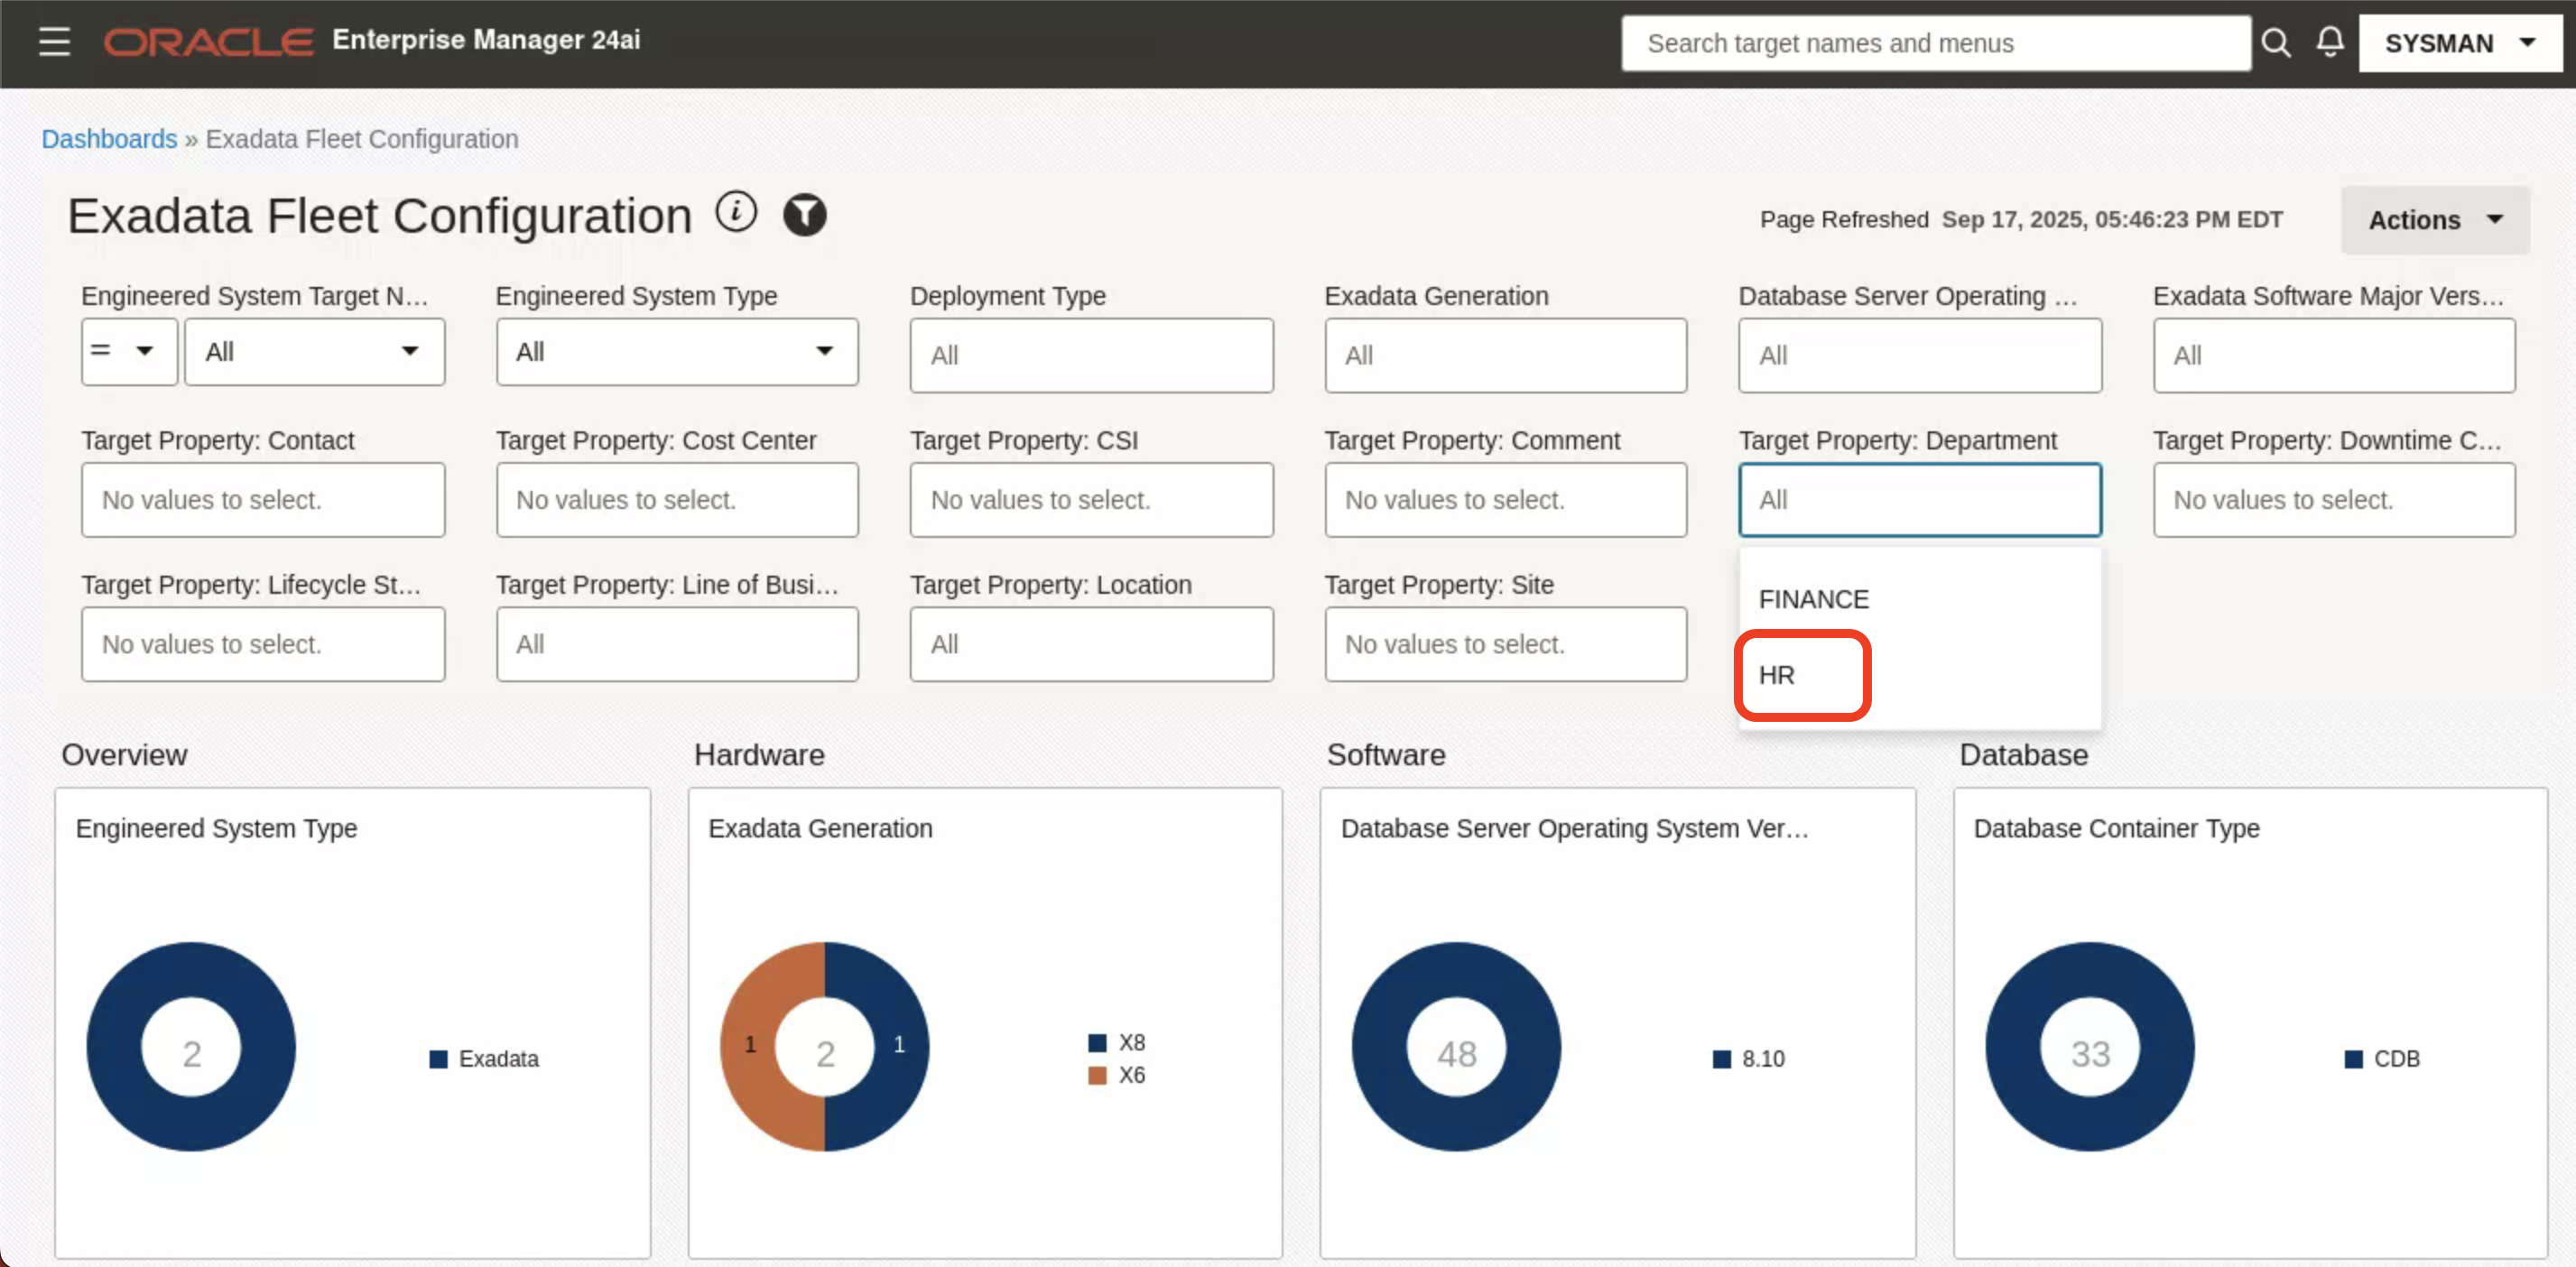 ORACLE Enterprise Manager 24ai
Search target names and menus
SYSMAN
Dashboards » Exadata Fleet Configuration
Exadata Fleet Configuration
Page Refreshed Sep 17, 2025, 05:46:23 PM EDT
Actions
Engineered System Target N...
= All
Engineered System Type
All
Deployment Type
All
Exadata Generation
All
Database Server Operating ...
All
Exadata Software Major Vers...
All
Target Property: Contact
No values to select.
Target Property: Cost Center
No values to select.
Target Property: CSI
No values to select.
Target Property: Comment
No values to select.
Target Property: Department
All
FINANCE
HR
Target Property: Downtime C...
No values to select.
Target Property: Lifecycle St...
No values to select.
Target Property: Line of Busi...
All
Target Property: Location
All
Target Property: Site
No values to select.
Overview
Engineered System Type
2
Exadata
Hardware
Exadata Generation
1
2
1
X8
X6
Software
Database Server Operating System Ver...
48
8.10
Database
Database Container Type
33
CDB